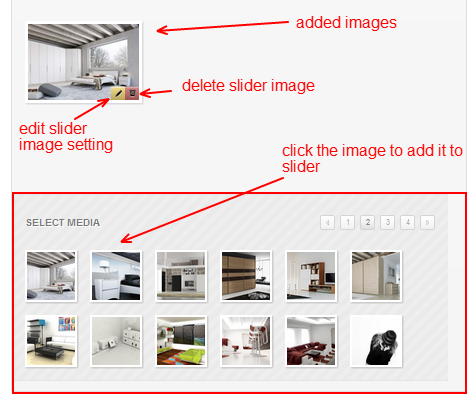 added images
delete slider image
edit slider
image setting
click the image to add it to
slider
SELECT MEDIA
1 2 3 4